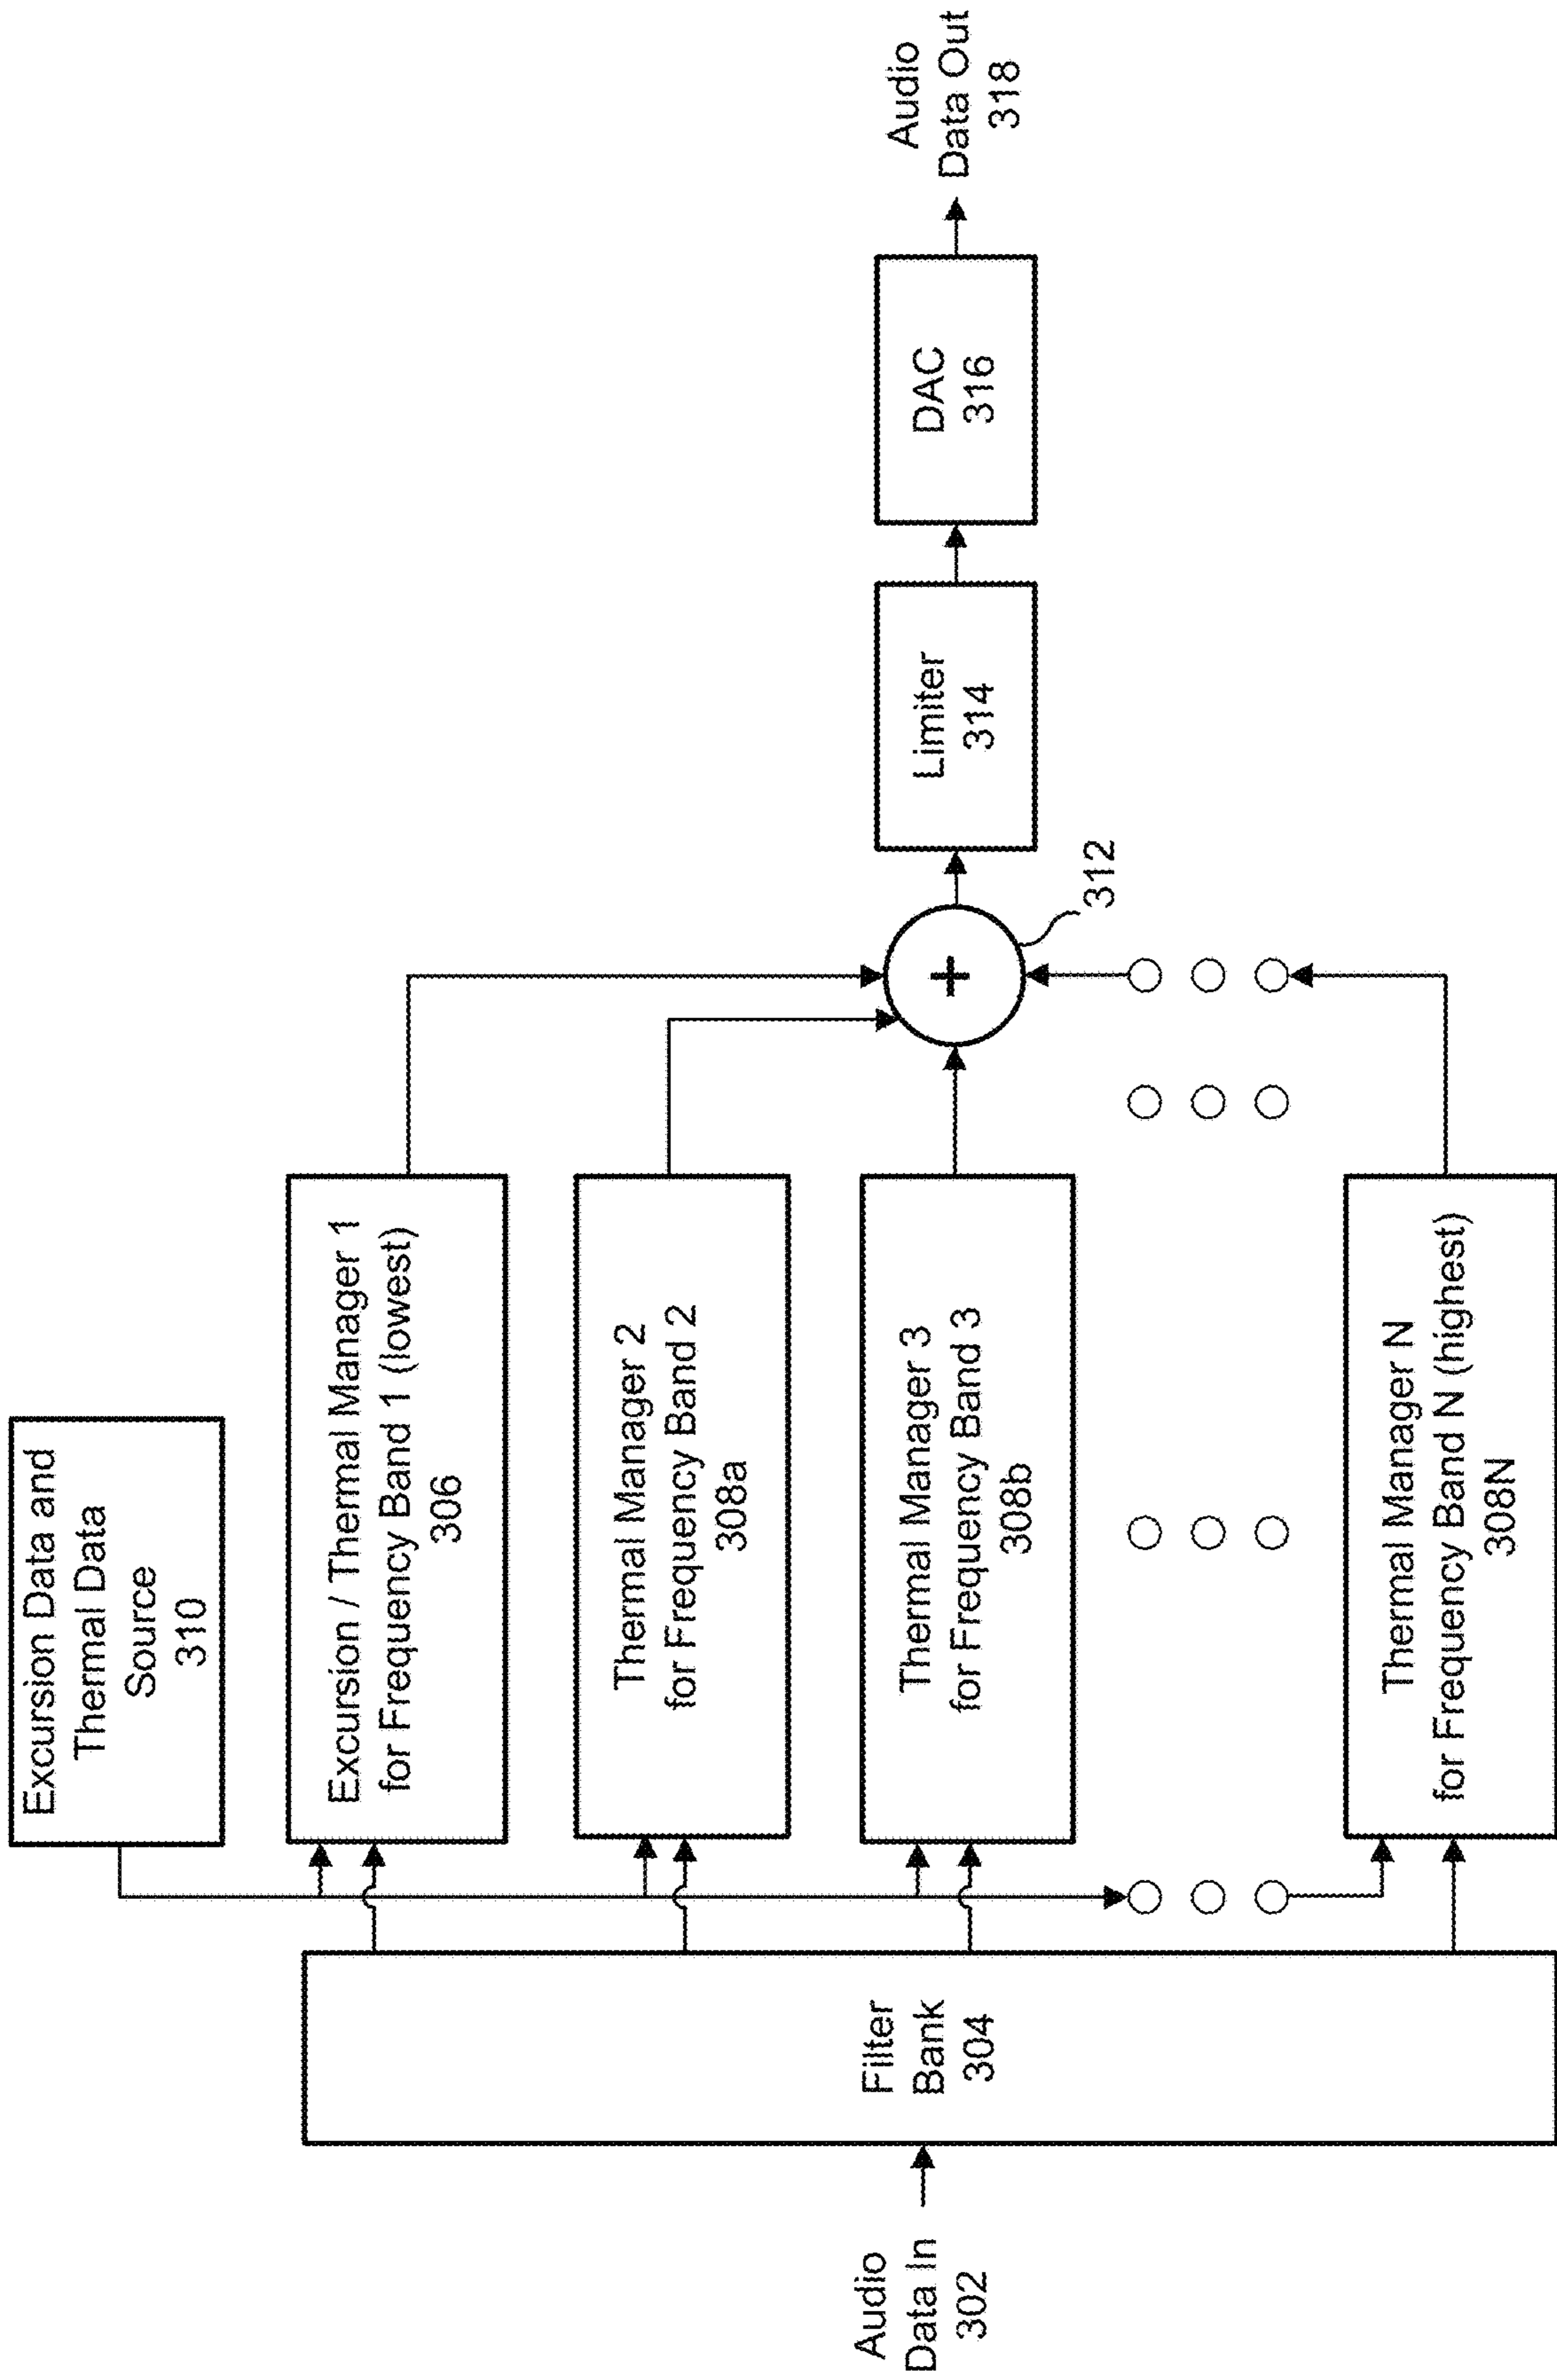 Excursion Data and
Thermal Data
Source
310
Excursion / Thermal Manager 1
for Frequency Band 1 (lowest)
306
Thermal Manager 2
for Frequency Band 2
308a
Thermal Manager 3
for Frequency Band 3
308b
Thermal Manager N
for Frequency Band N (highest)
308N
Audio
Data In
302
Filter
Bank
304
+
312
Limiter
314
DAC
316
Audio
Data Out
318